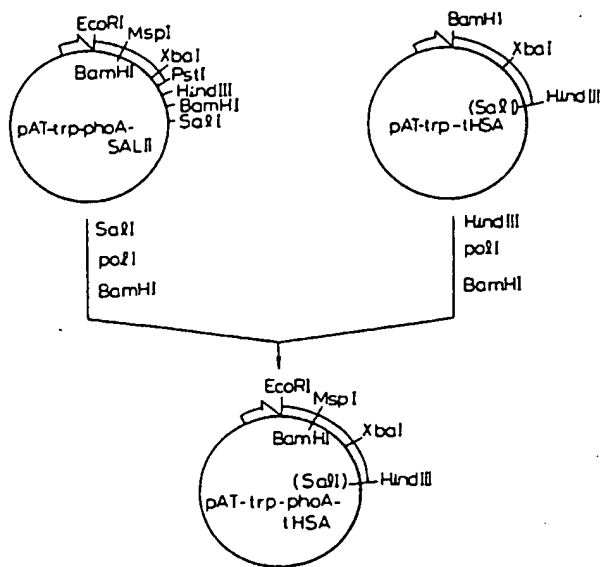 EcoRI
MspI
XbaI
BamHI
PstI
HindIII
BamHI
SalI
pAT-trp-phoA-
SALII
BamHI
XbaI
(SalI)
HindIII
pAT-trp-tHSA
SalI
polI
BamHI
HindIII
polI
BamHI
EcoRI
MspI
BamHI
XbaI
(SalI)
HindIII
pAT-trp-phoA-
tHSA